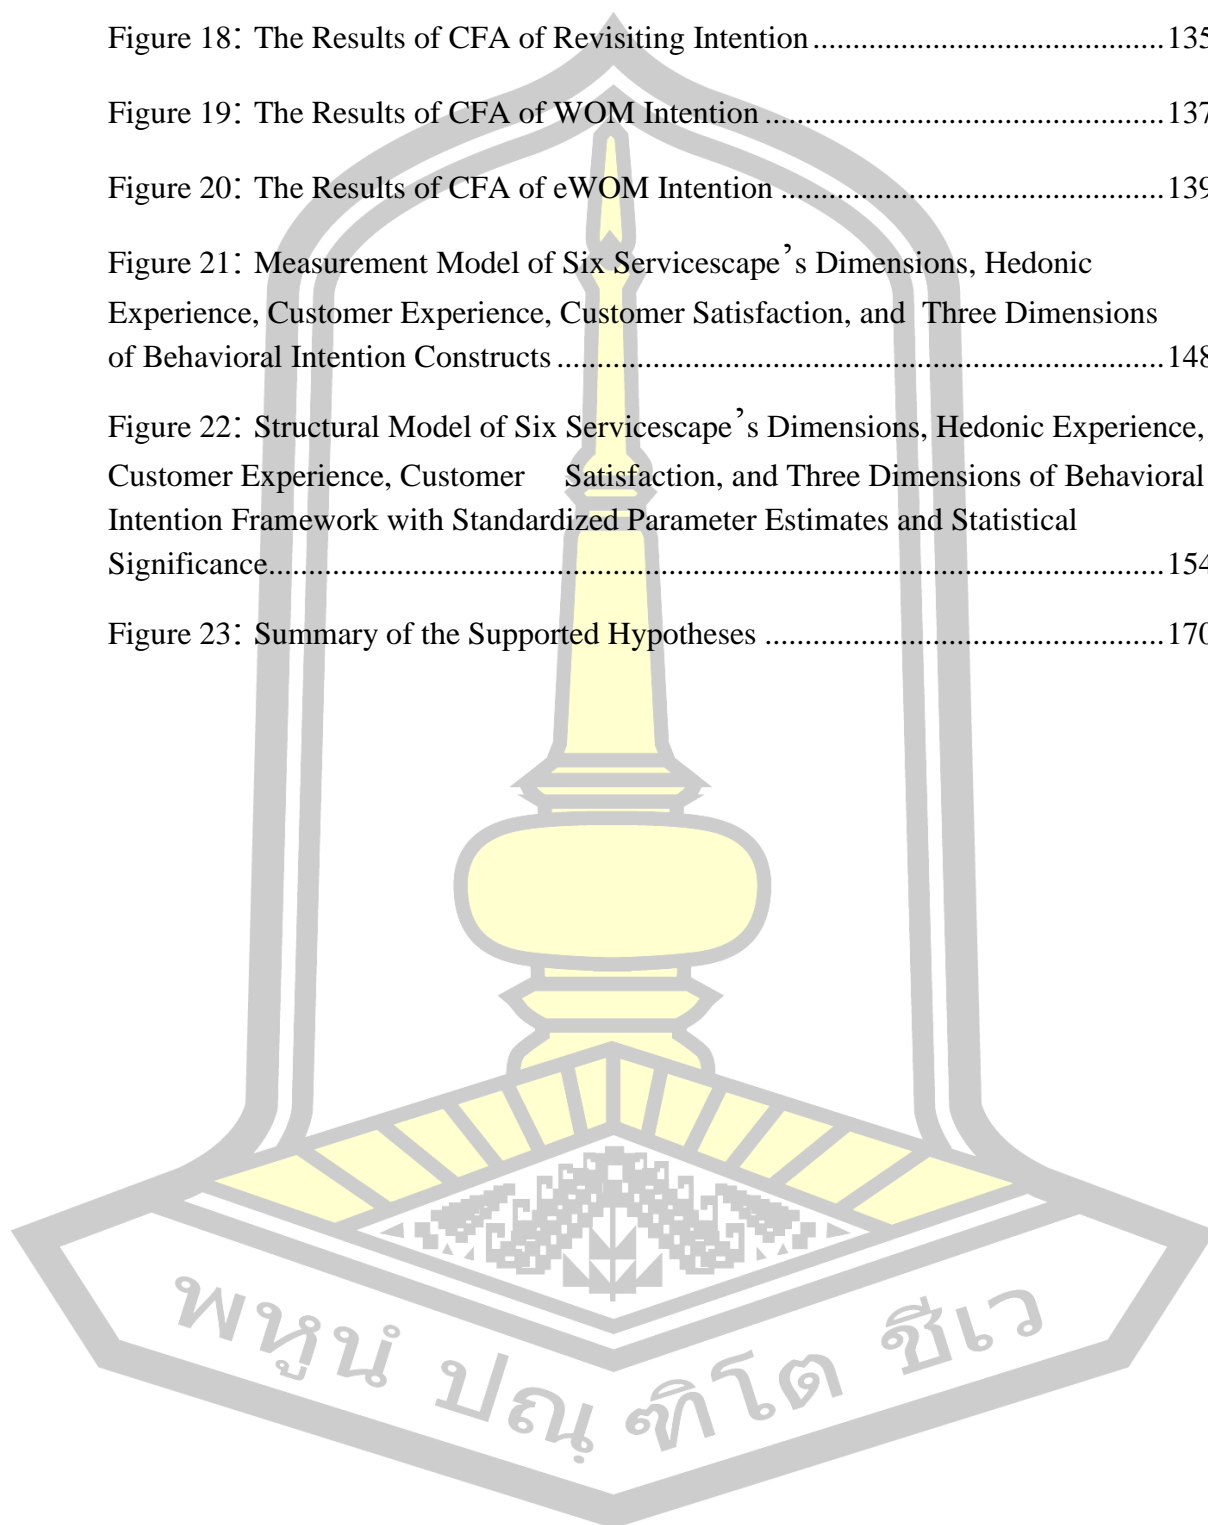 Figure 18: The Results of CFA of Revisiting Intention ........................................ 135
Figure 19: The Results of CFA of WOM Intention .............................................. 137
Figure 20: The Results of CFA of eWOM Intention ............................................ 139
Figure 21: Measurement Model of Six Servicescape’s Dimensions, Hedonic
Experience, Customer Experience, Customer Satisfaction, and Three Dimensions
of Behavioral Intention Constructs ........................................................................ 148
Figure 22: Structural Model of Six Servicescape’s Dimensions, Hedonic Experience,
Customer Experience, Customer Satisfaction, and Three Dimensions of Behavioral
Intention Framework with Standardized Parameter Estimates and Statistical
Significance............................................................................................................ 154
Figure 23: Summary of the Supported Hypotheses ............................................... 170
พหูนํ ปณฺฑิโต ชีเว